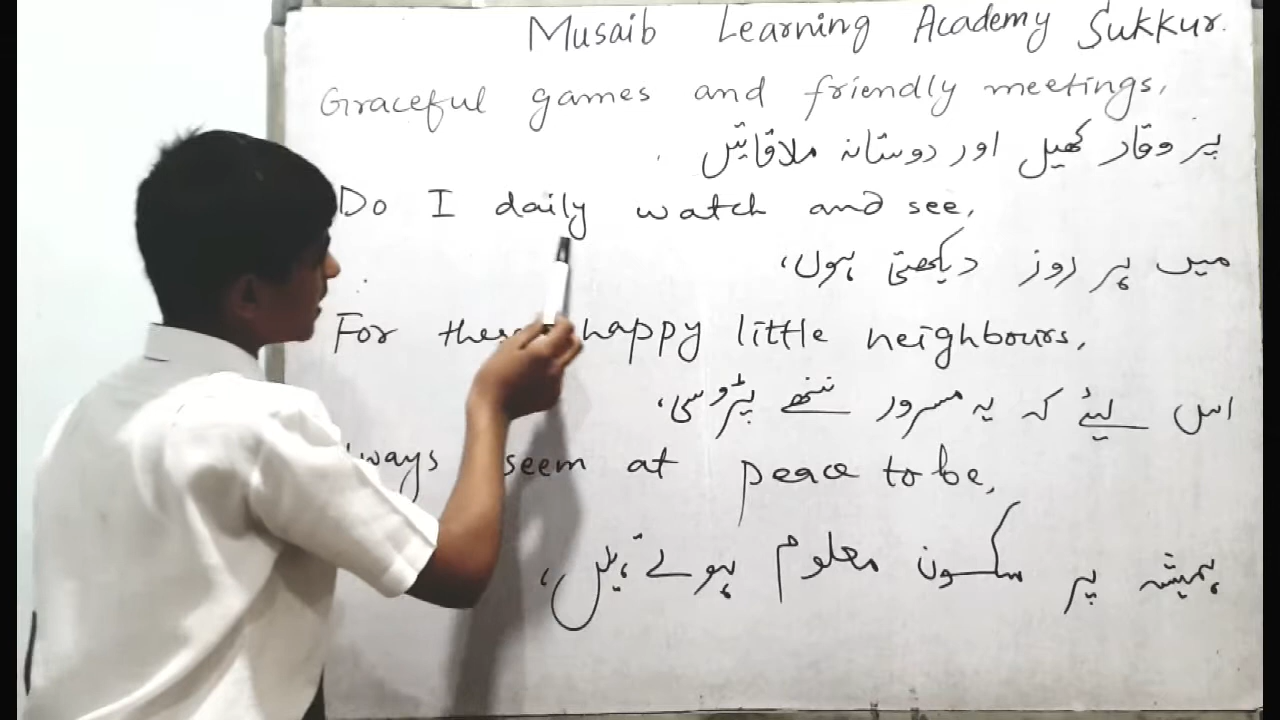 Musaib Learning Academy Sukkur.
Graceful games and friendly meetings,
پر وقار کھیل اور دوستانہ ملاقاتیں
Do I daily watch and see,
میں ہر روز دیکھتی ہوں،
For these happy little neighbours,
اس لیئے کہ یہ مسرور ننھے پڑوسی،
always seem at peace to be,
ہمیشہ پر سکون معلوم ہوتے ہیں،